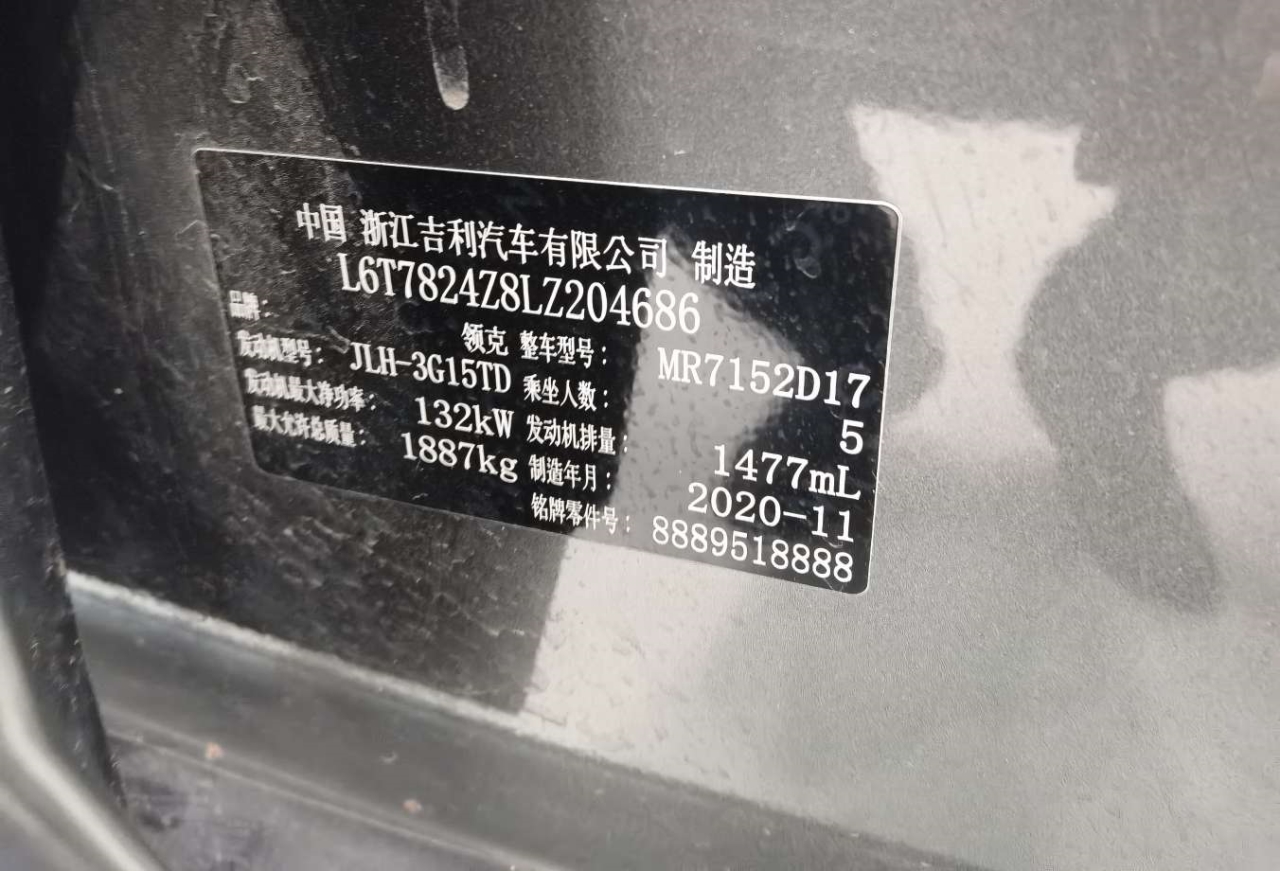 中国 浙江吉利汽车有限公司 制造
L6T7824Z8LZ204686
品牌： 领克 整车型号： MR7152D17
发动机型号： JLH-3G15TD 乘坐人数： 5
发动机最大净功率： 132kW 发动机排量： 1477mL
最大允许总质量： 1887kg 制造年月： 2020-11
铭牌零件号： 8889518888